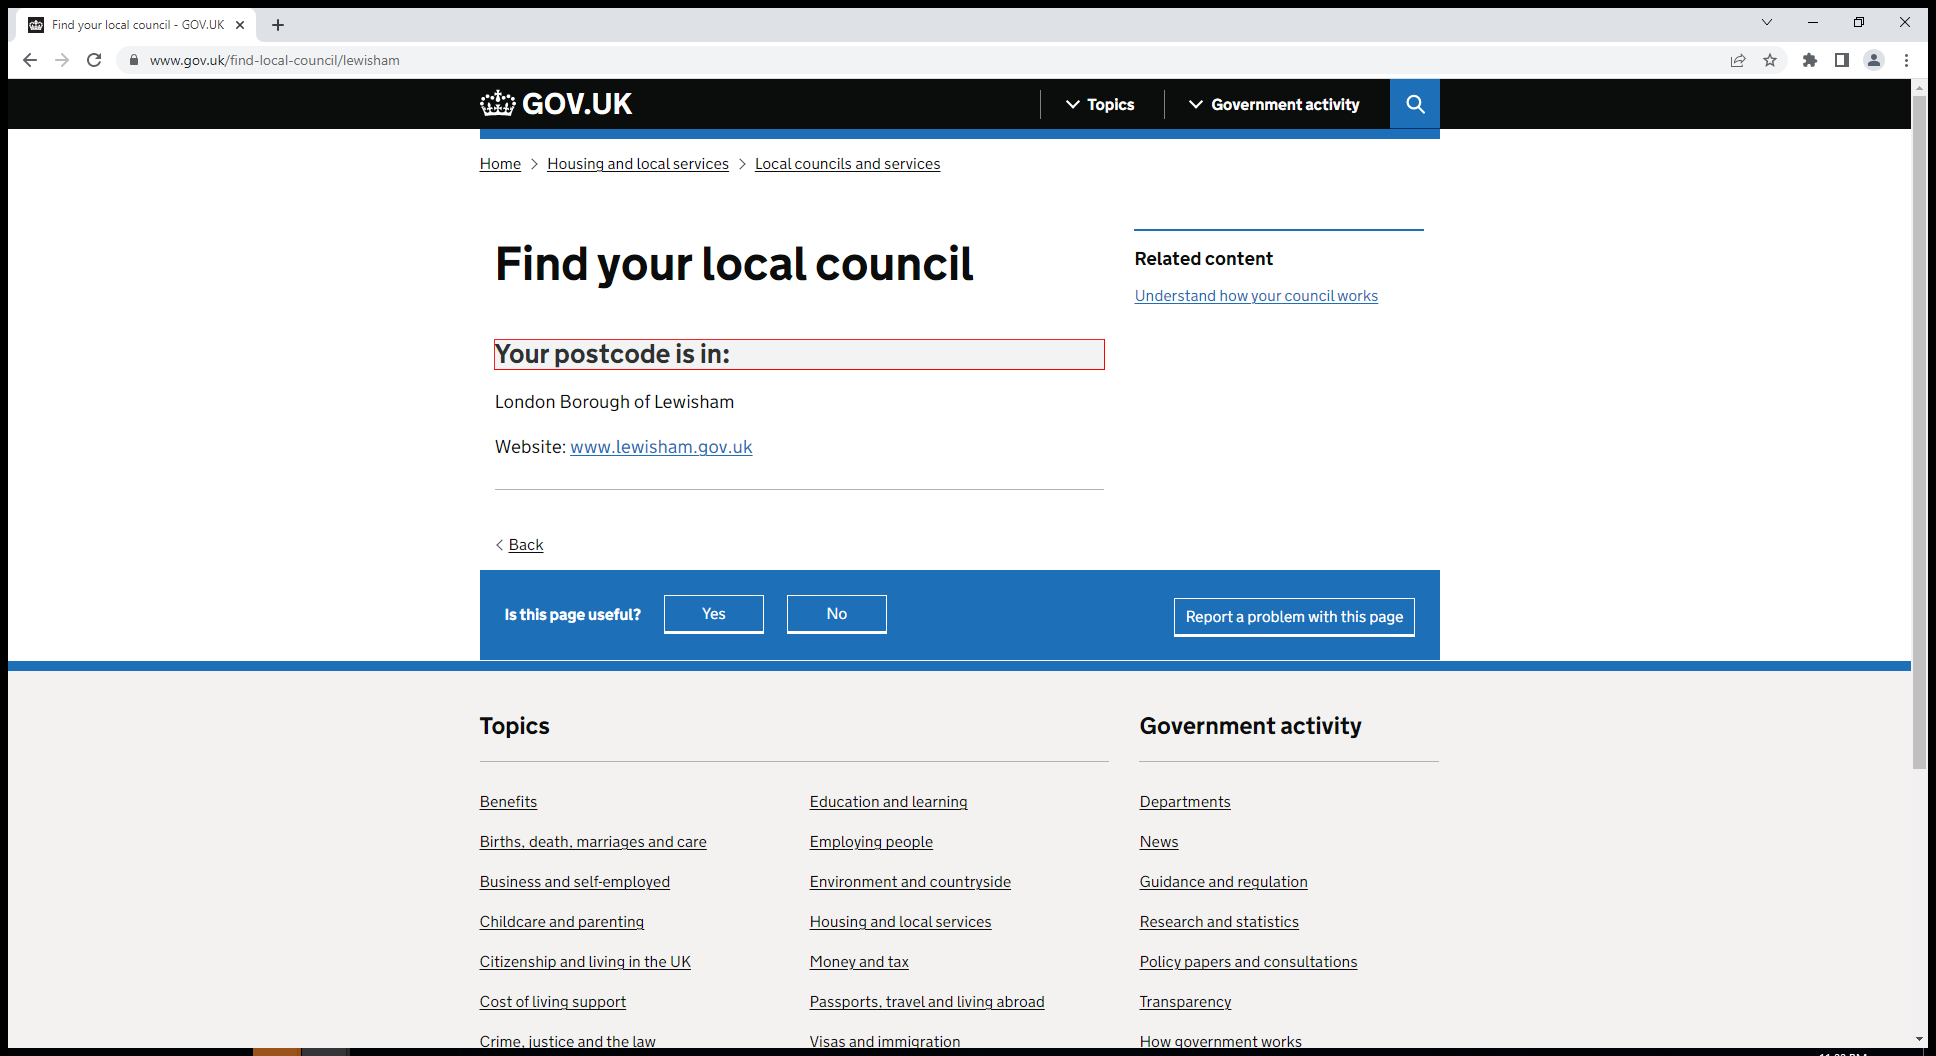 Find your local council - GOV.UK
www.gov.uk/find-local-council/lewisham
GOV.UK
Topics
Government activity
Home
Housing and local services
Local councils and services
Find your local council
Related content
Understand how your council works
Your postcode is in:
London Borough of Lewisham
Website: www.lewisham.gov.uk
Back
Is this page useful?
Yes
No
Report a problem with this page
Topics
Government activity
Benefits
Education and learning
Departments
Births, death, marriages and care
Employing people
News
Business and self-employed
Environment and countryside
Guidance and regulation
Childcare and parenting
Housing and local services
Research and statistics
Citizenship and living in the UK
Money and tax
Policy papers and consultations
Cost of living support
Passports, travel and living abroad
Transparency
Crime, justice and the law
Visas and immigration
How government works